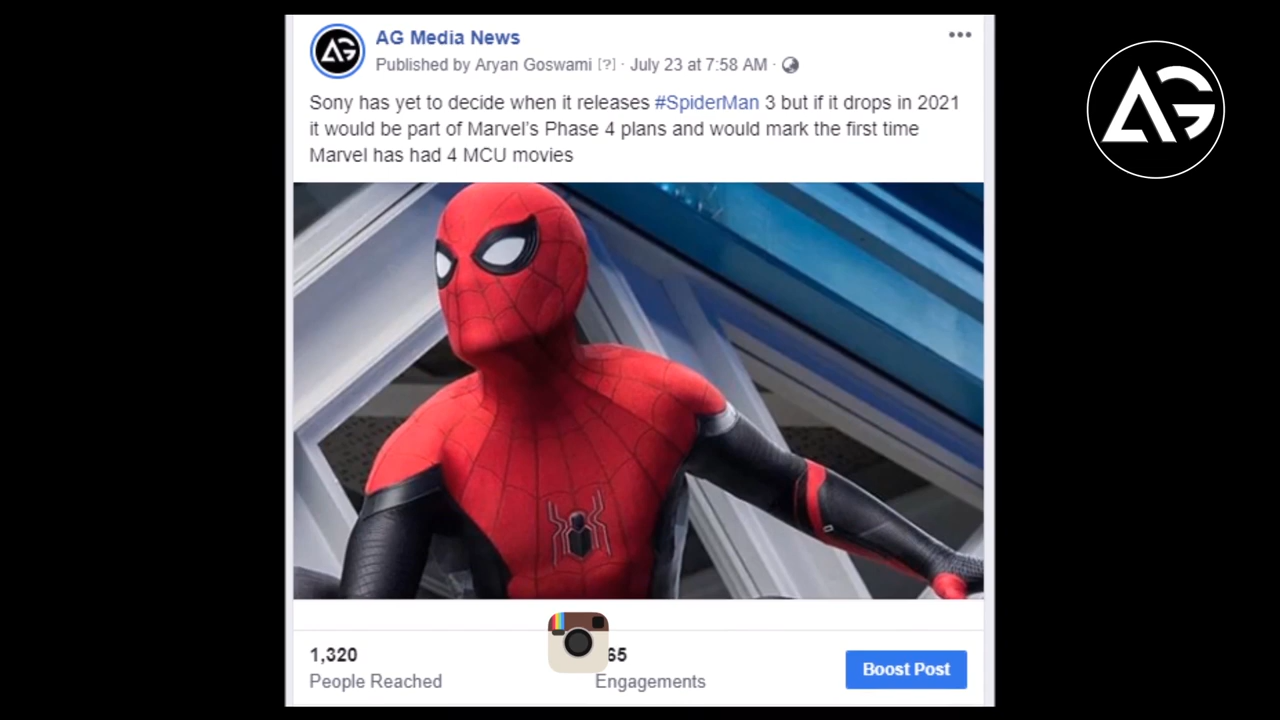 AG Media News
Published by Aryan Goswami [?] · July 23 at 7:58 AM ·
Sony has yet to decide when it releases #SpiderMan 3 but if it drops in 2021
it would be part of Marvel's Phase 4 plans and would mark the first time
Marvel has had 4 MCU movies
AG
1,320
People Reached
Engagements
Boost Post